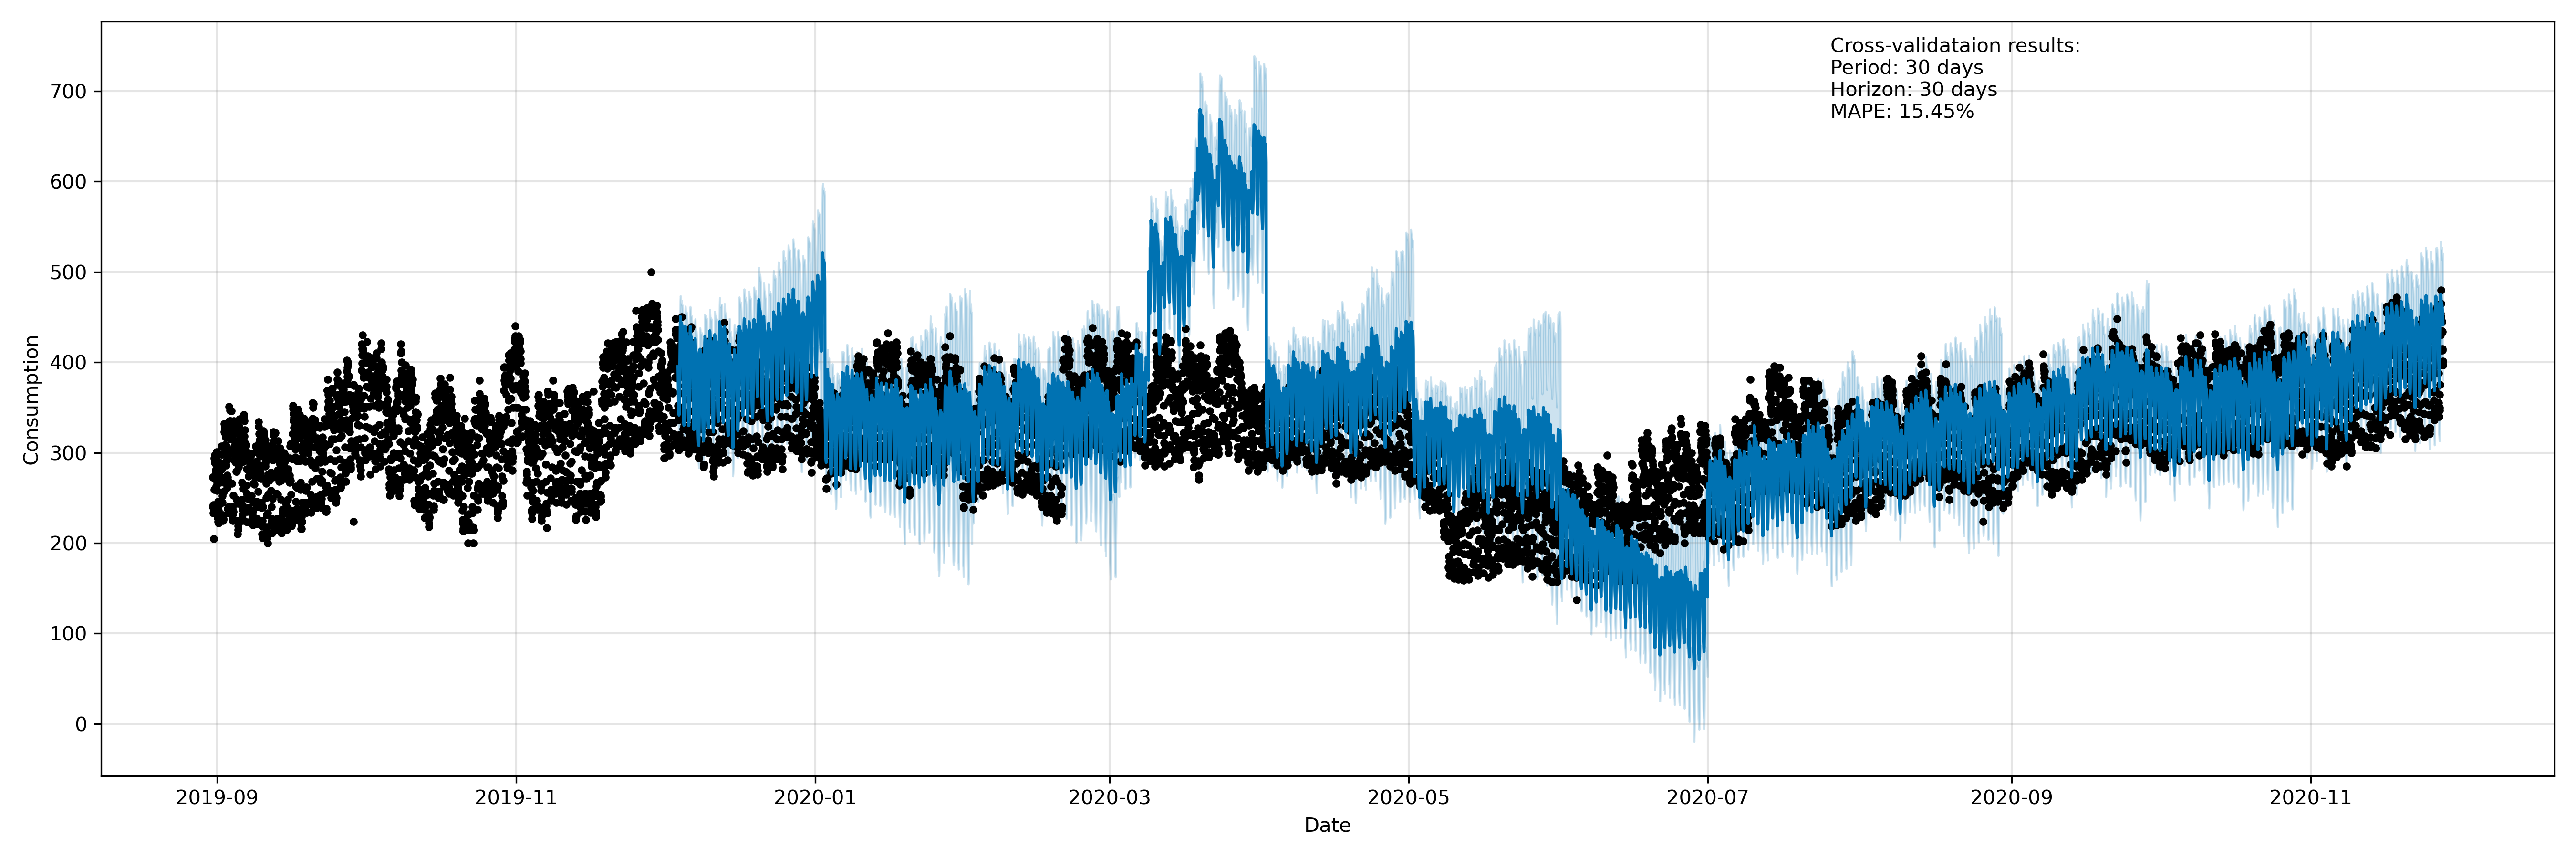 Cross-validataion results:
Period: 30 days
Horizon: 30 days
MAPE: 15.45%
700
600
500
400
300
200
100
0
Consumption
2019-09 2019-11 2020-01 2020-03 2020-05 2020-07 2020-09 2020-11
Date